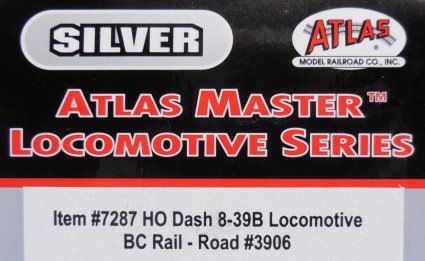 SILVER
ATLAS
MODEL RAILROAD CO., INC.
®
ATLAS MASTER™
LOCOMOTIVE SERIES
Item #7287 HO Dash 8-39B Locomotive
BC Rail - Road #3906